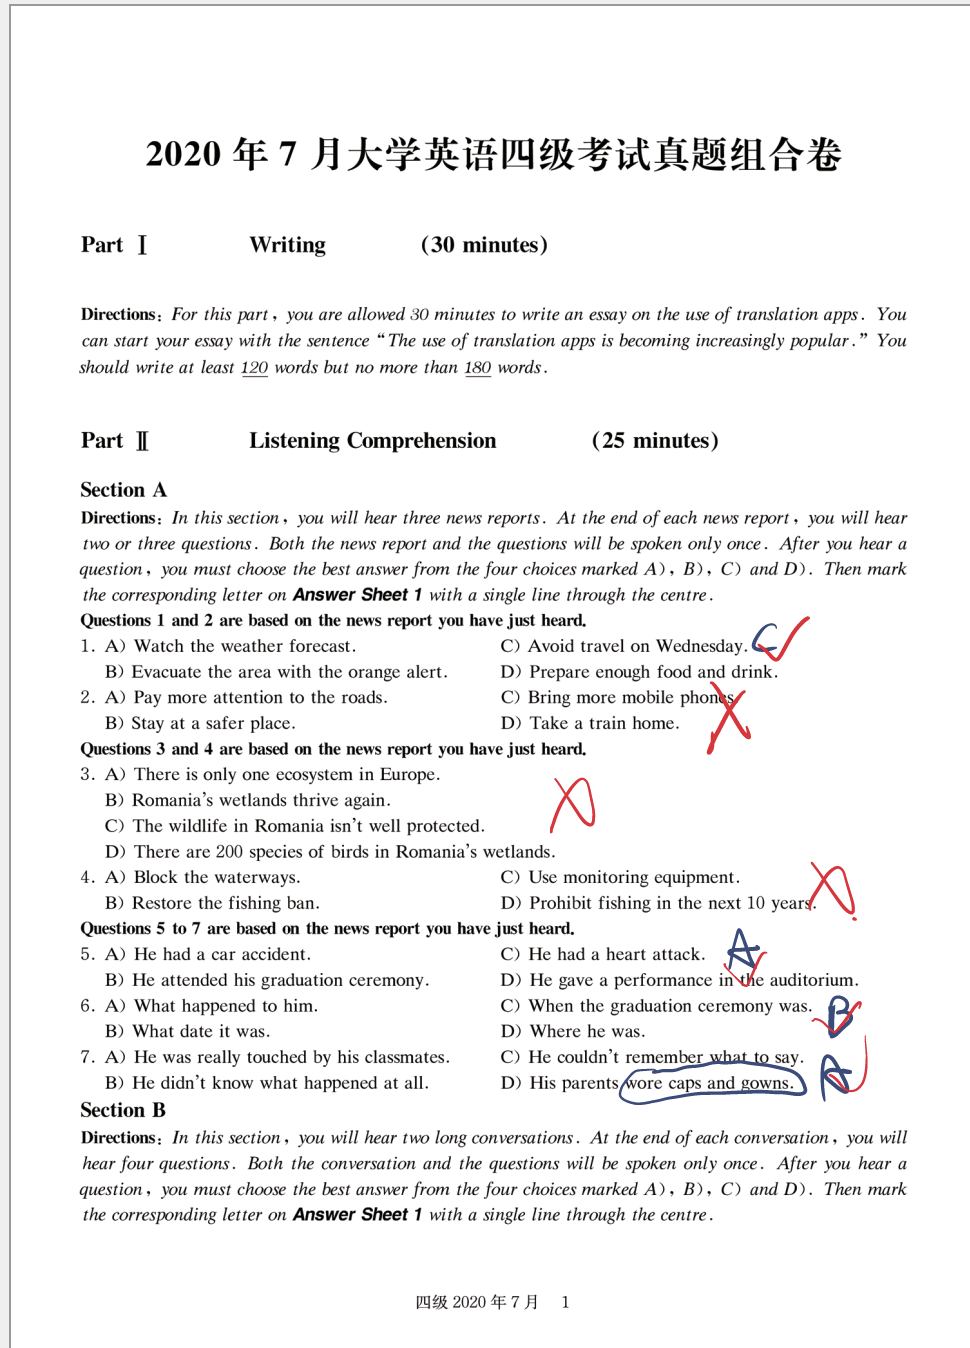 2020 年 7 月大学英语四级考试真题组合卷
Part Ⅰ Writing (30 minutes)
Directions: For this part, you are allowed 30 minutes to write an essay on the use of translation apps. You
can start your essay with the sentence “The use of translation apps is becoming increasingly popular.” You
should write at least 120 words but no more than 180 words.
Part Ⅱ Listening Comprehension (25 minutes)
Section A
Directions: In this section, you will hear three news reports. At the end of each news report, you will hear
two or three questions. Both the news report and the questions will be spoken only once. After you hear a
question, you must choose the best answer from the four choices marked A), B), C) and D). Then mark
the corresponding letter on Answer Sheet 1 with a single line through the centre.
Questions 1 and 2 are based on the news report you have just heard.
1. A) Watch the weather forecast. C) Avoid travel on Wednesday. C
B) Evacuate the area with the orange alert. D) Prepare enough food and drink.
2. A) Pay more attention to the roads. C) Bring more mobile phones.
B) Stay at a safer place. D) Take a train home.
Questions 3 and 4 are based on the news report you have just heard.
3. A) There is only one ecosystem in Europe.
B) Romania’s wetlands thrive again.
C) The wildlife in Romania isn’t well protected.
D) There are 200 species of birds in Romania’s wetlands.
4. A) Block the waterways. C) Use monitoring equipment.
B) Restore the fishing ban. D) Prohibit fishing in the next 10 years.
Questions 5 to 7 are based on the news report you have just heard.
5. A) He had a car accident. C) He had a heart attack. A
B) He attended his graduation ceremony. D) He gave a performance in the auditorium.
6. A) What happened to him. C) When the graduation ceremony was. B
B) What date it was. D) Where he was.
7. A) He was really touched by his classmates. C) He couldn’t remember what to say.
B) He didn’t know what happened at all. D) His parents wore caps and gowns. A
Section B
Directions: In this section, you will hear two long conversations. At the end of each conversation, you will
hear four questions. Both the conversation and the questions will be spoken only once. After you hear a
question, you must choose the best answer from the four choices marked A), B), C) and D). Then mark
the corresponding letter on Answer Sheet 1 with a single line through the centre.
四级 2020 年 7 月 1